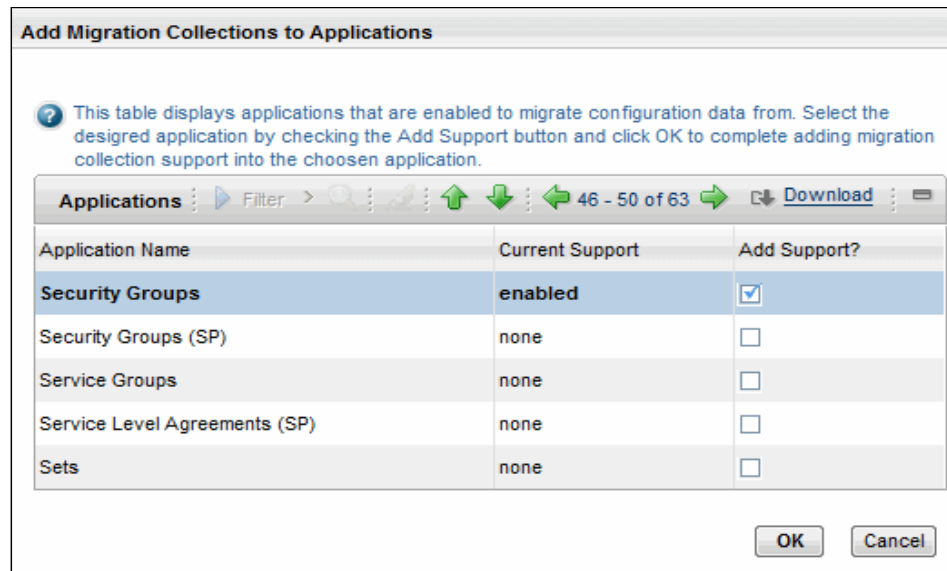 Add Migration Collections to Applications
This table displays applications that are enabled to migrate configuration data from. Select the
designed application by checking the Add Support button and click OK to complete adding migration
collection support into the choosen application.
Applications Filter > 46 - 50 of 63 Download
Application Name Current Support Add Support?
Security Groups enabled
Security Groups (SP) none
Service Groups none
Service Level Agreements (SP) none
Sets none
OK Cancel